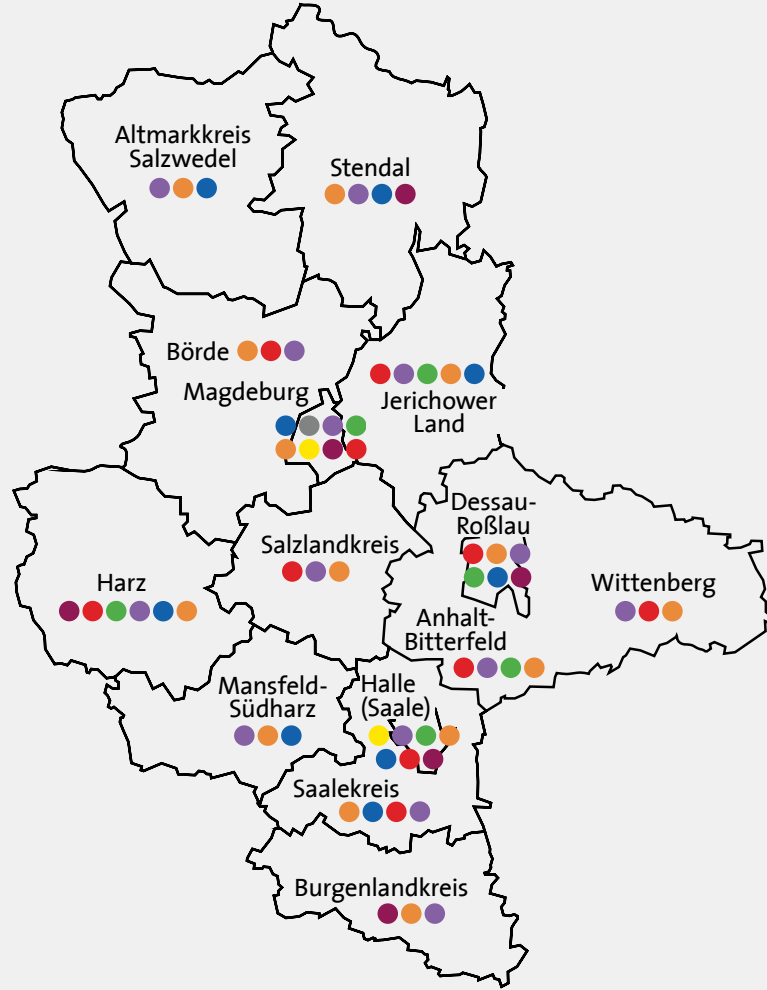 Altmarkkreis
Salzwedel
Stendal
Börde
Magdeburg
Jerichower
Land
Dessau-
Roßlau
Salzlandkreis
Harz
Wittenberg
Anhalt-
Bitterfeld
Mansfeld-
Südharz
Halle
(Saale)
Saalekreis
Burgenlandkreis